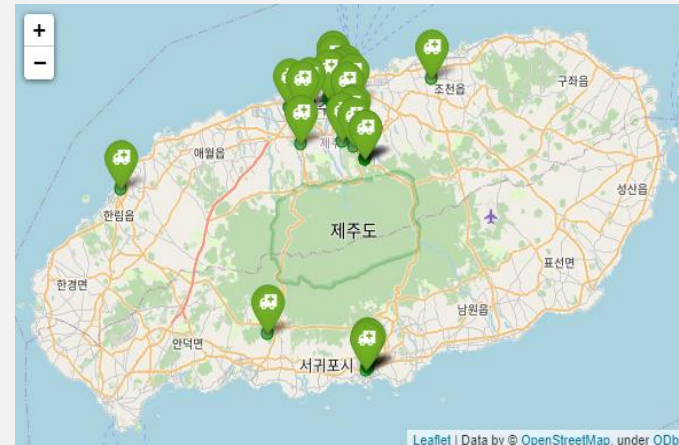 +
−
조천읍
구좌읍
제주
애월읍
성산읍
한림읍
제주도
한경면
표선면
남원읍
안덕면
서귀포시
Leaflet | Data by © OpenStreetMap, under ODb